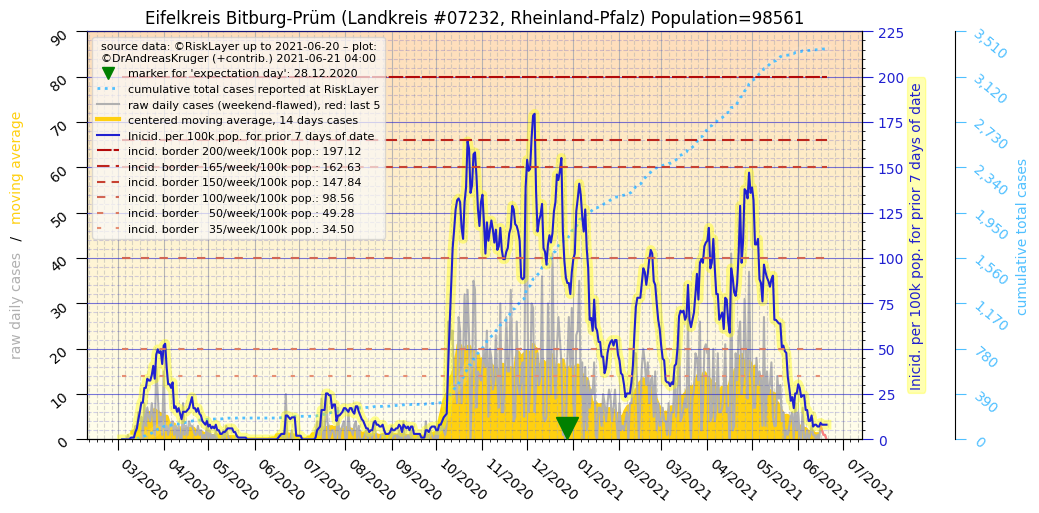 Eifelkreis Bitburg-Prüm (Landkreis #07232, Rheinland-Pfalz) Population=98561
source data: ©RiskLayer up to 2021-06-20 – plot:
©DrAndreasKruger (+contrib.) 2021-06-21 04:00
marker for 'expectation day': 28.12.2020
cumulative total cases reported at RiskLayer
raw daily cases (weekend-flawed), red: last 5
centered moving average, 14 days cases
Inicid. per 100k pop. for prior 7 days of date
incid. border 200/week/100k pop.: 197.12
incid. border 165/week/100k pop.: 162.63
incid. border 150/week/100k pop.: 147.84
incid. border 100/week/100k pop.: 98.56
incid. border   50/week/100k pop.: 49.28
incid. border   35/week/100k pop.: 34.50
raw daily cases  /  moving average
90
80
70
60
50
40
30
20
10
0
03/2020
04/2020
05/2020
06/2020
07/2020
08/2020
09/2020
10/2020
11/2020
12/2020
01/2021
02/2021
03/2021
04/2021
05/2021
06/2021
07/2021
225
200
175
150
125
100
75
50
25
0
Inicid. per 100k pop. for prior 7 days of date
3,510
3,120
2,730
2,340
1,950
1,560
1,170
780
390
0
cumulative total cases